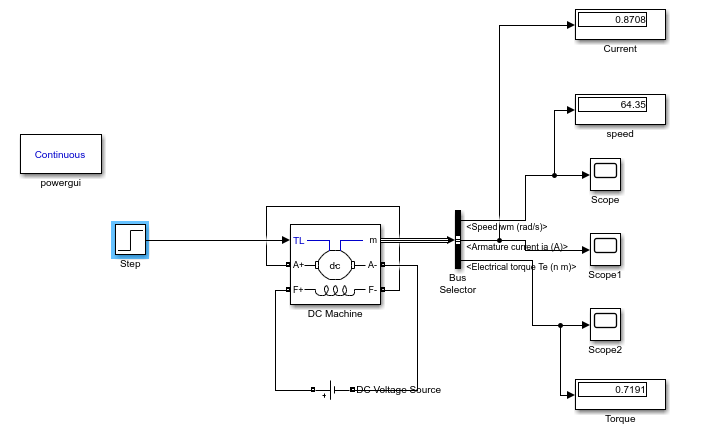 0.8708
Current
64.35
speed
Continuous
powergui
Scope
Step
TL
m
A+
dc
A-
F+
F-
DC Machine
<Speed wm (rad/s)>
<Armature current ia (A)>
<Electrical torque Te (n m)>
Bus
Selector
Scope1
Scope2
+
DC Voltage Source
0.7191
Torque